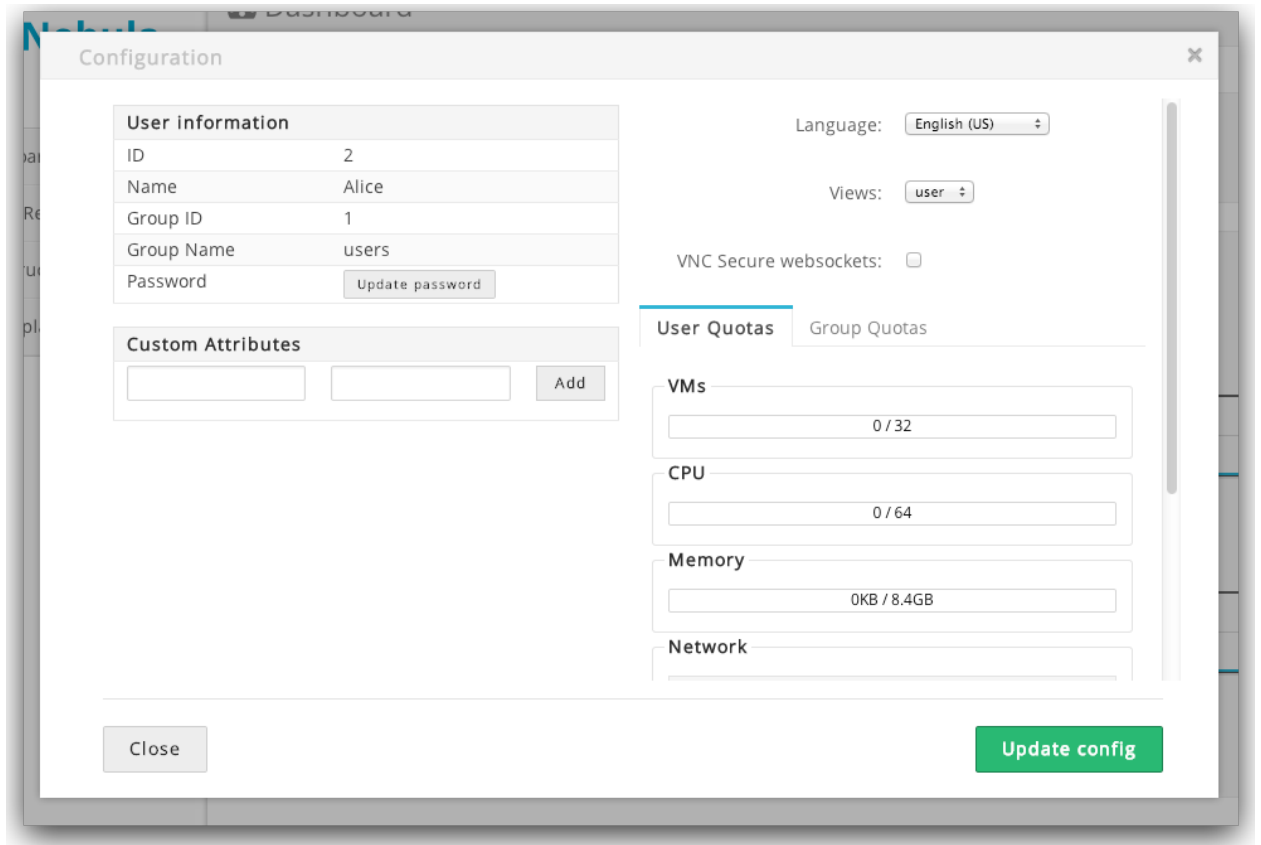 Dashboard
Configuration
×
User information
ID 2
Name Alice
Group ID 1
Group Name users
Password Update password
Custom Attributes
Add
Language: English (US)
Views: user
VNC Secure websockets:
User Quotas Group Quotas
VMs
0 / 32
CPU
0 / 64
Memory
0KB / 8.4GB
Network
Close
Update config